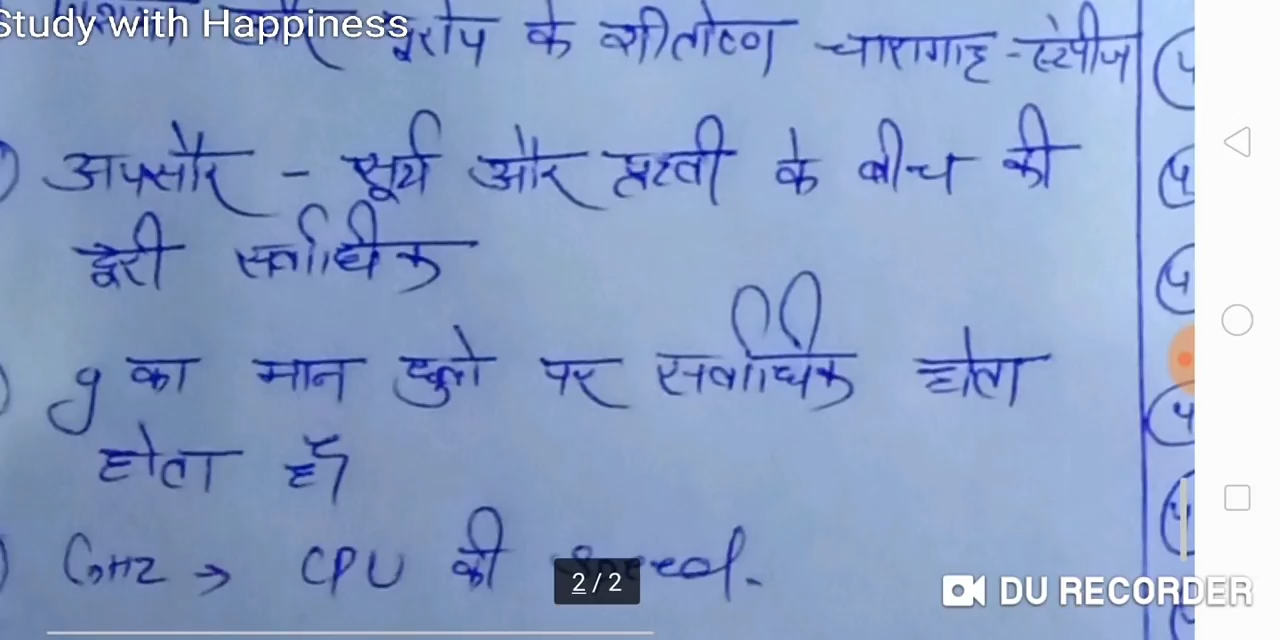 Study with Happiness
यूरोप के शीतोष्ण चारागाह - स्टेपीज
अपसौर - सूर्य और पृथ्वी के बीच की
दूरी सर्वाधिक
g का मान ध्रुवो पर सर्वाधिक होता
होता हैं
GHZ → CPU की Speed.
2/2
DU RECORDER